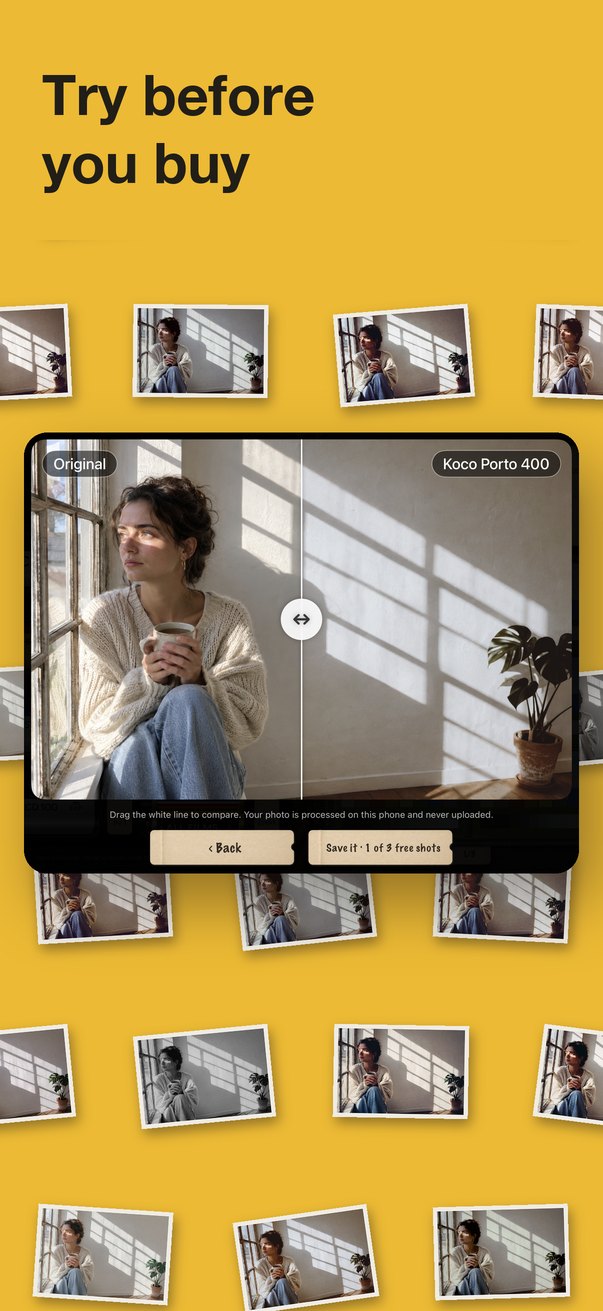 Try before
you buy
Original
Koco Porto 400
Drag the white line to compare. Your photo is processed on this phone and never uploaded.
‹ Back
Save it · 1 of 3 free shots